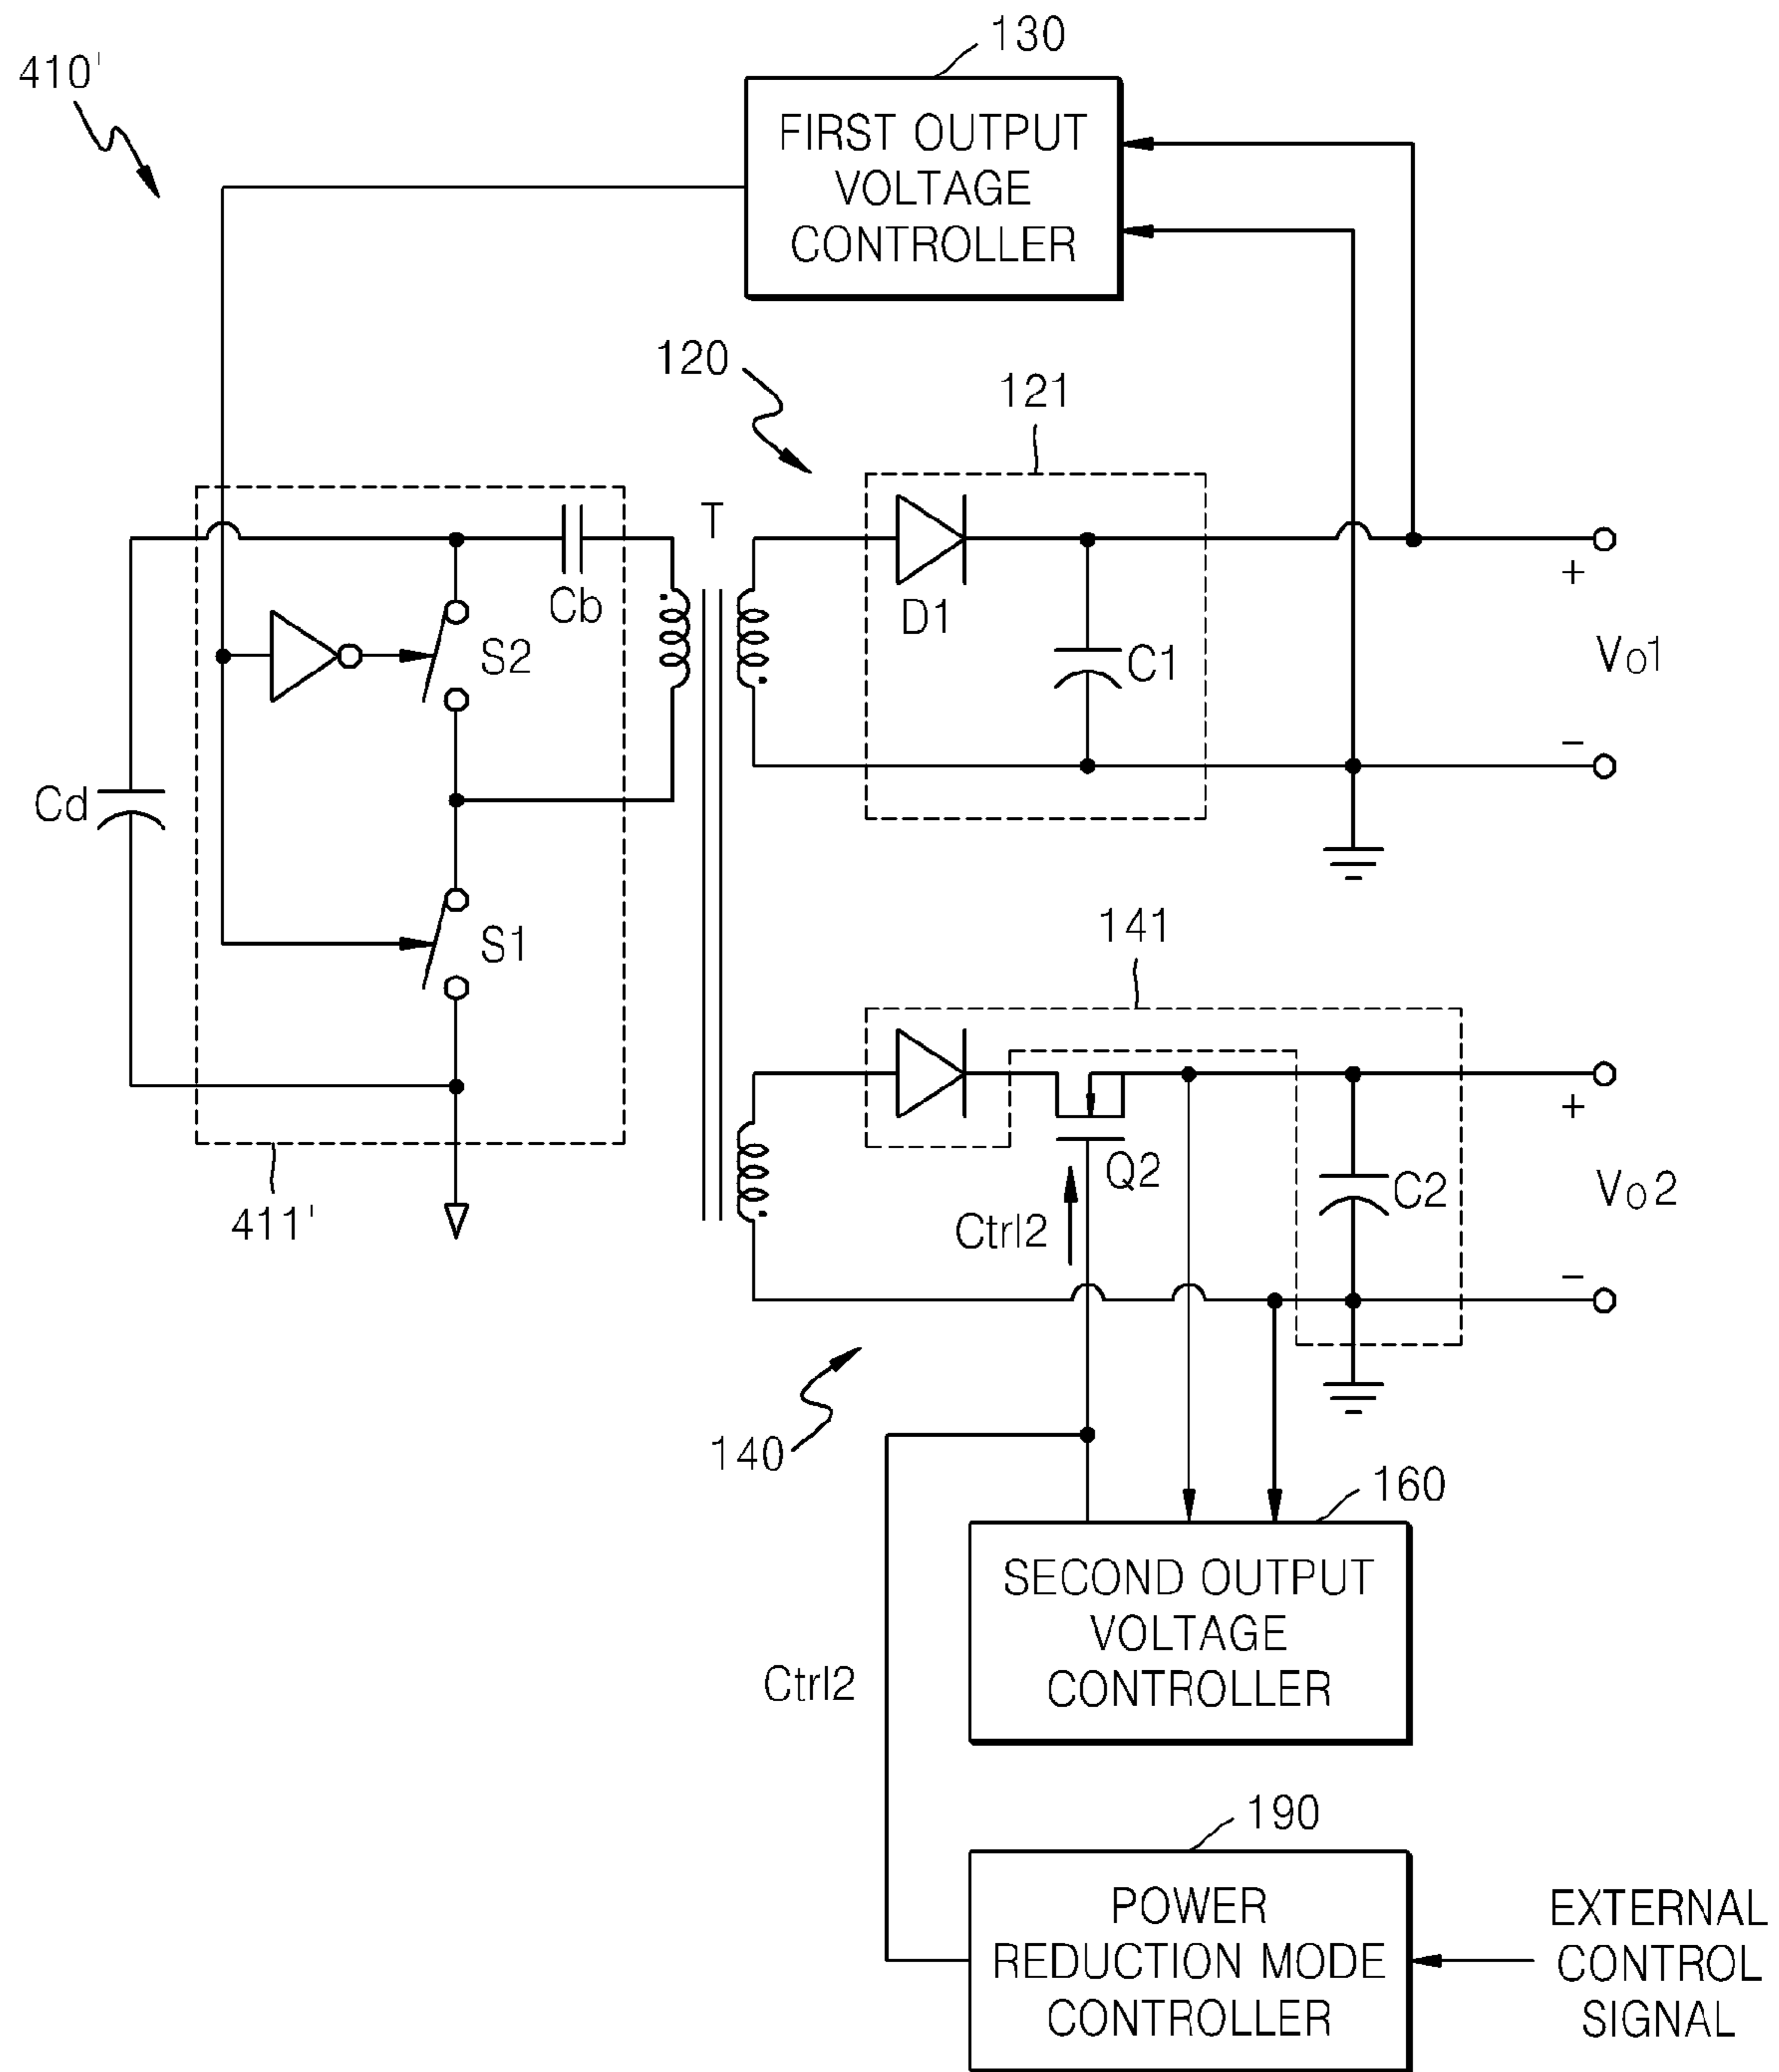 130
410'
FIRST OUTPUT
VOLTAGE
CONTROLLER
120
121
T
Cb
D1
+
S2
C1
Vo1
Cd
−
S1
141
Q2
+
C2
Vo2
411'
Ctrl2
−
140
160
SECOND OUTPUT
VOLTAGE
CONTROLLER
Ctrl2
190
POWER
REDUCTION MODE
CONTROLLER
EXTERNAL
CONTROL
SIGNAL